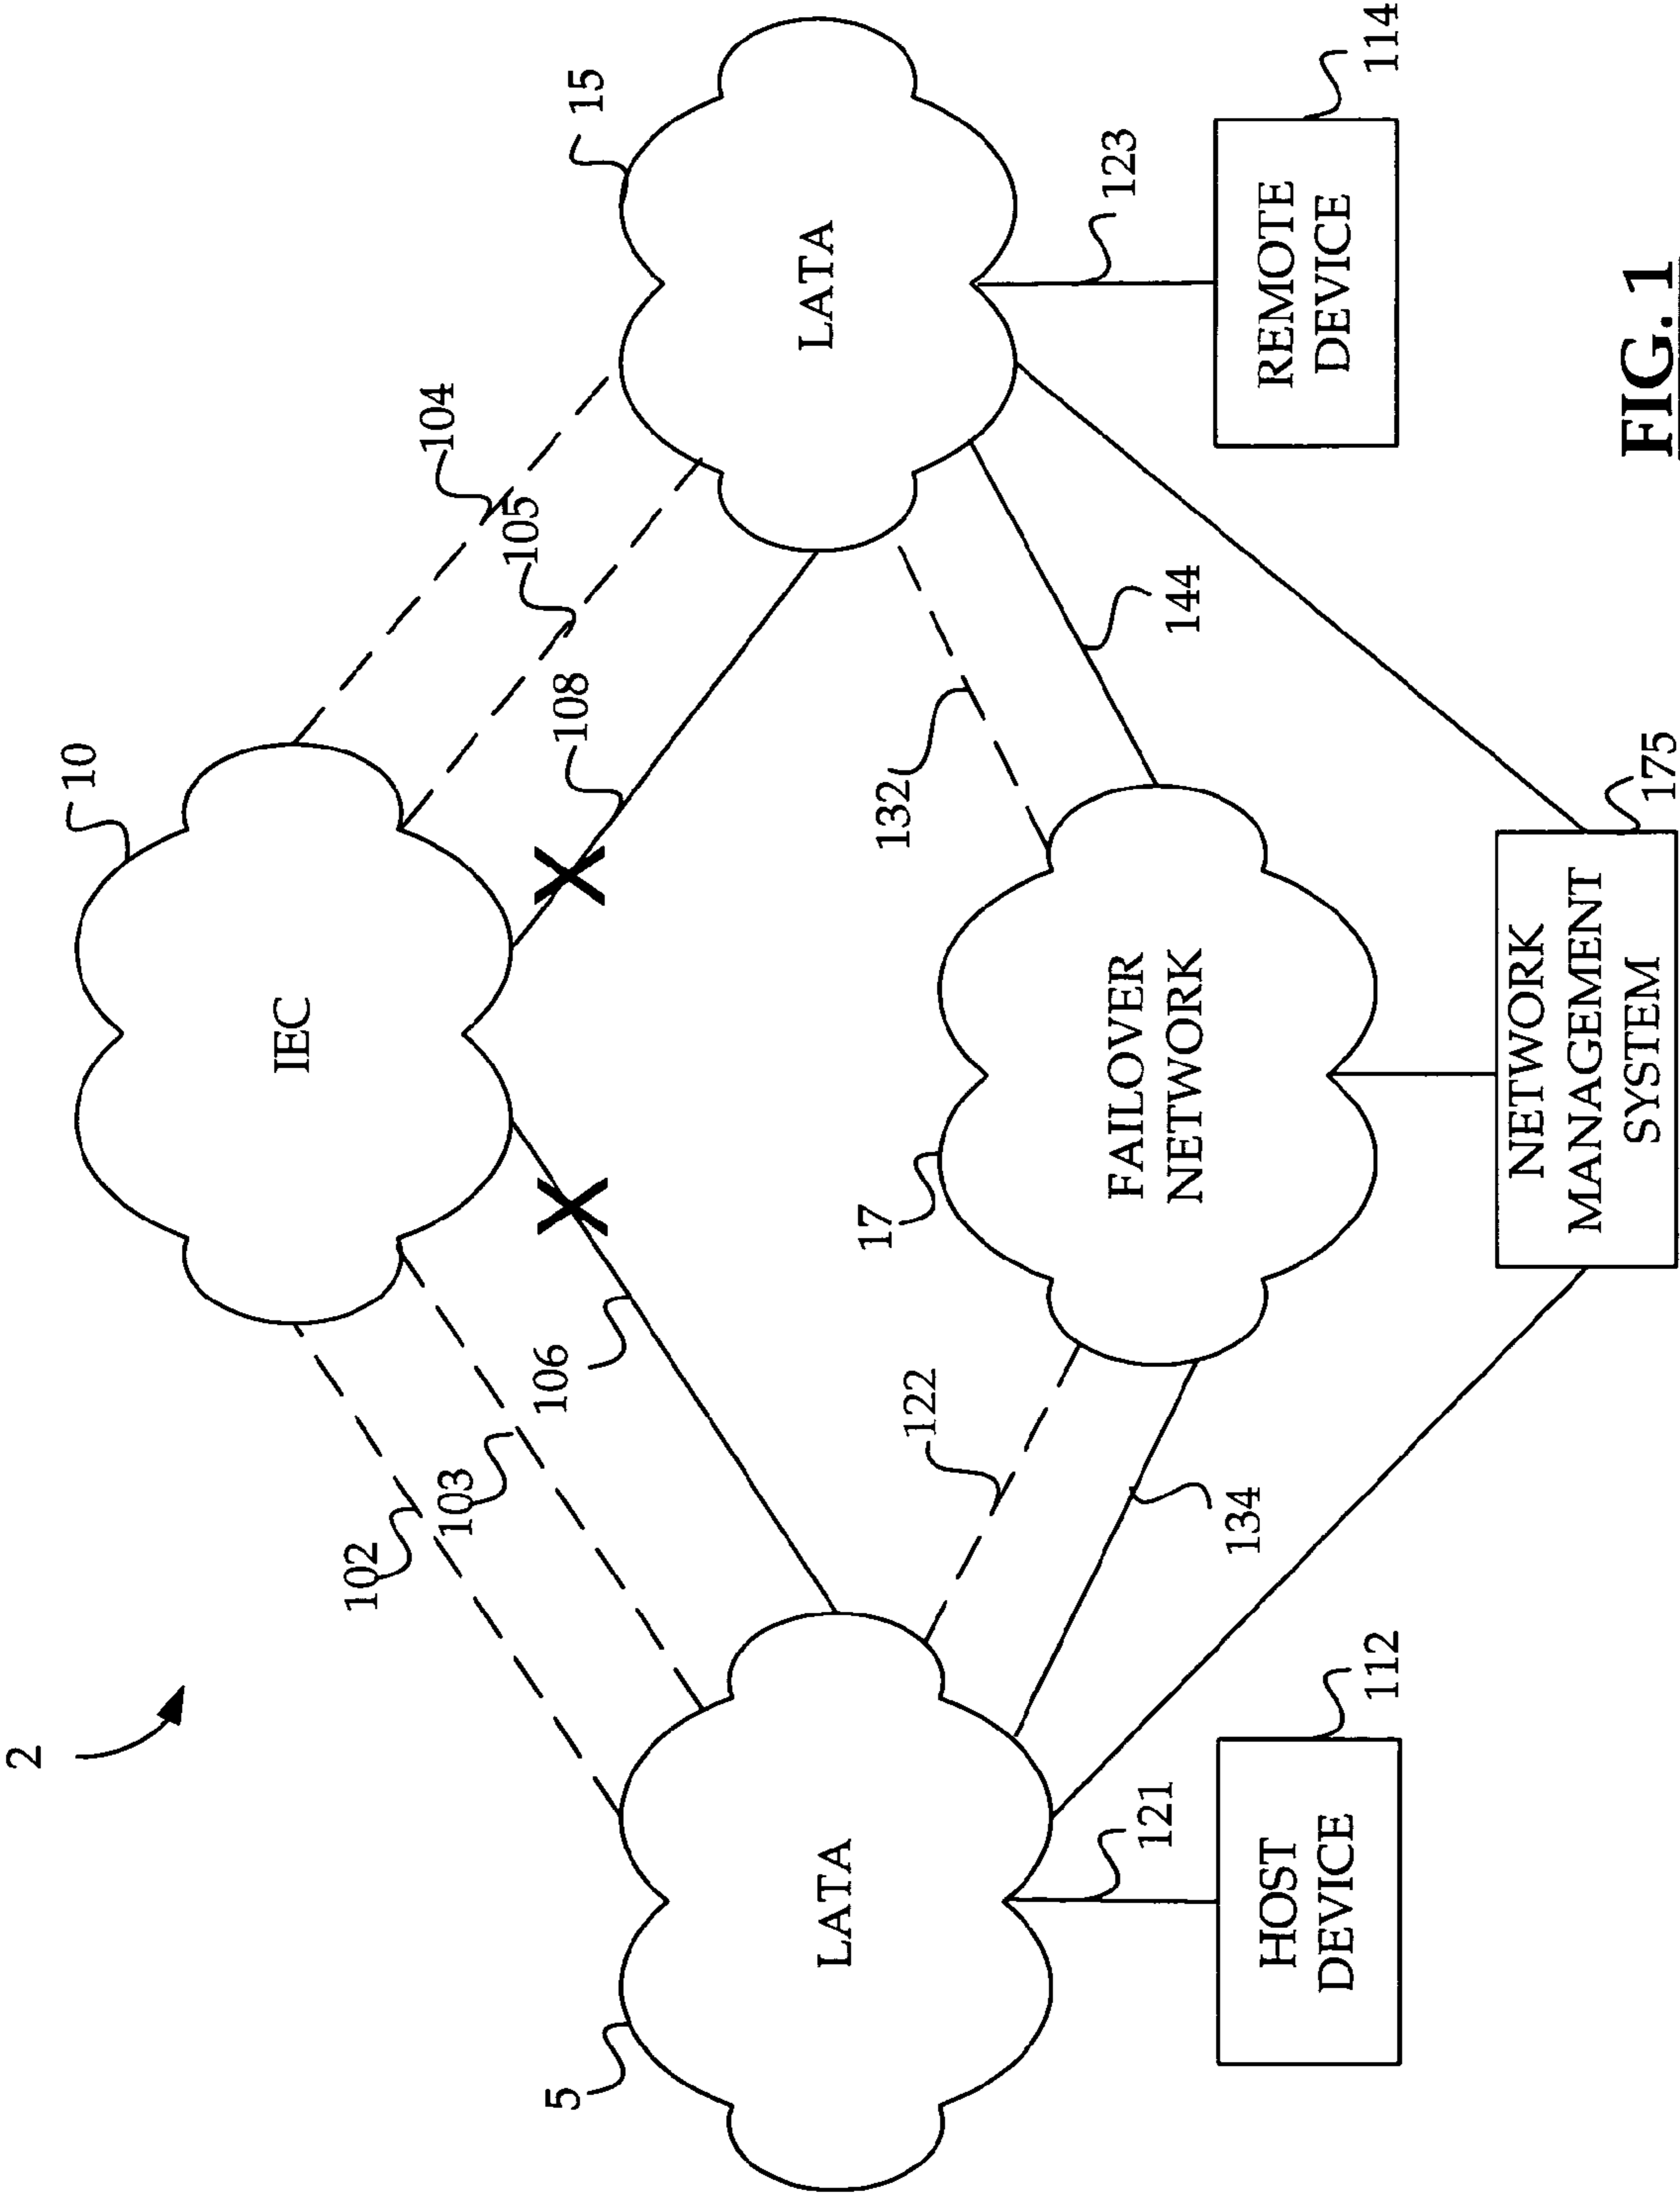 2
10
IEC
102
103
104
105
106
108
15
LATA
5
LATA
17
FAILOVER
NETWORK
122
132
134
144
121
123
HOST
DEVICE
112
REMOTE
DEVICE
114
NETWORK
MANAGEMENT
SYSTEM
175
FIG. 1